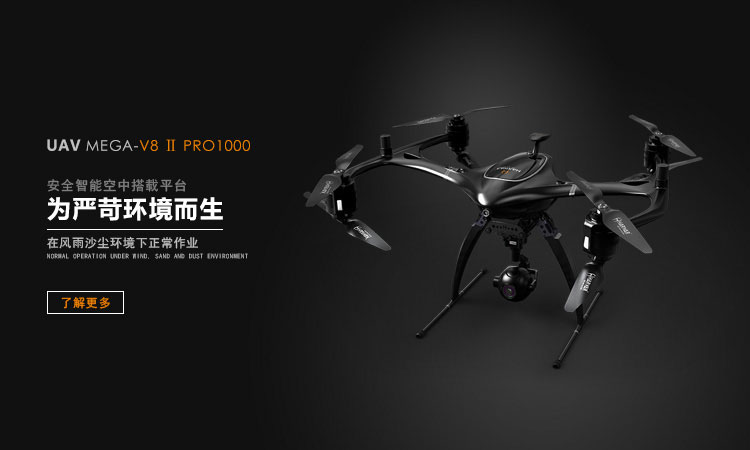 UAV MEGA-V8 Ⅱ PRO1000
安全智能空中搭载平台
为严苛环境而生
在风雨沙尘环境下正常作业
NORMAL OPERATION UNDER WIND, SAND AND DUST ENVIRONMENT
了解更多